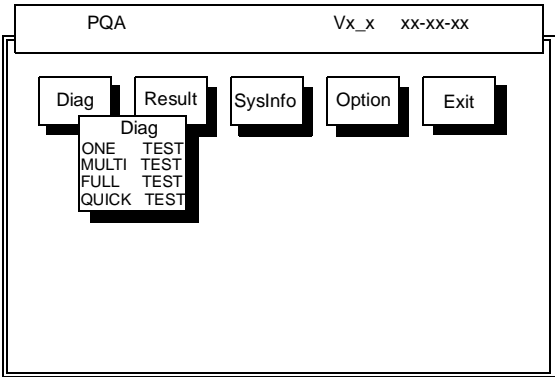 PQA Vx_x xx-xx-xx
Diag Result SysInfo Option Exit
Diag
ONE TEST
MULTI TEST
FULL TEST
QUICK TEST